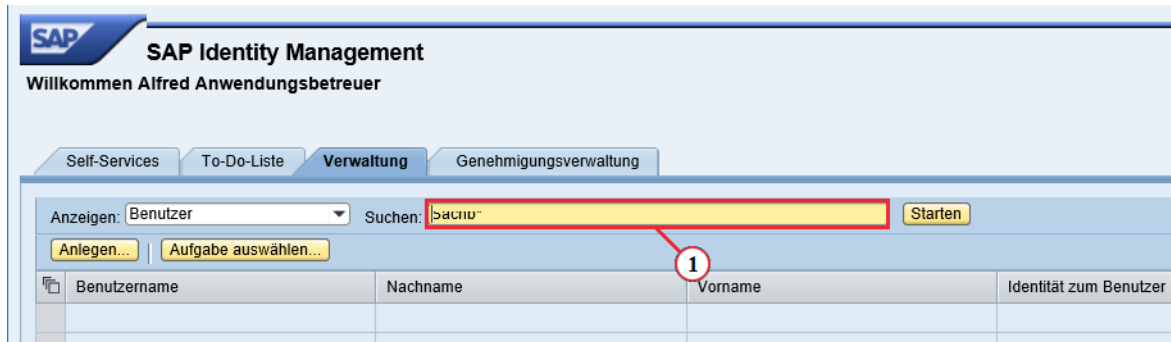 SAP
SAP Identity Management
Willkommen Alfred Anwendungsbetreuer
Self-Services To-Do-Liste Verwaltung Genehmigungsverwaltung
Anzeigen: Benutzer Suchen: sachb* Starten
Anlegen... Aufgabe auswählen...
1
Benutzername Nachname Vorname Identität zum Benutzer